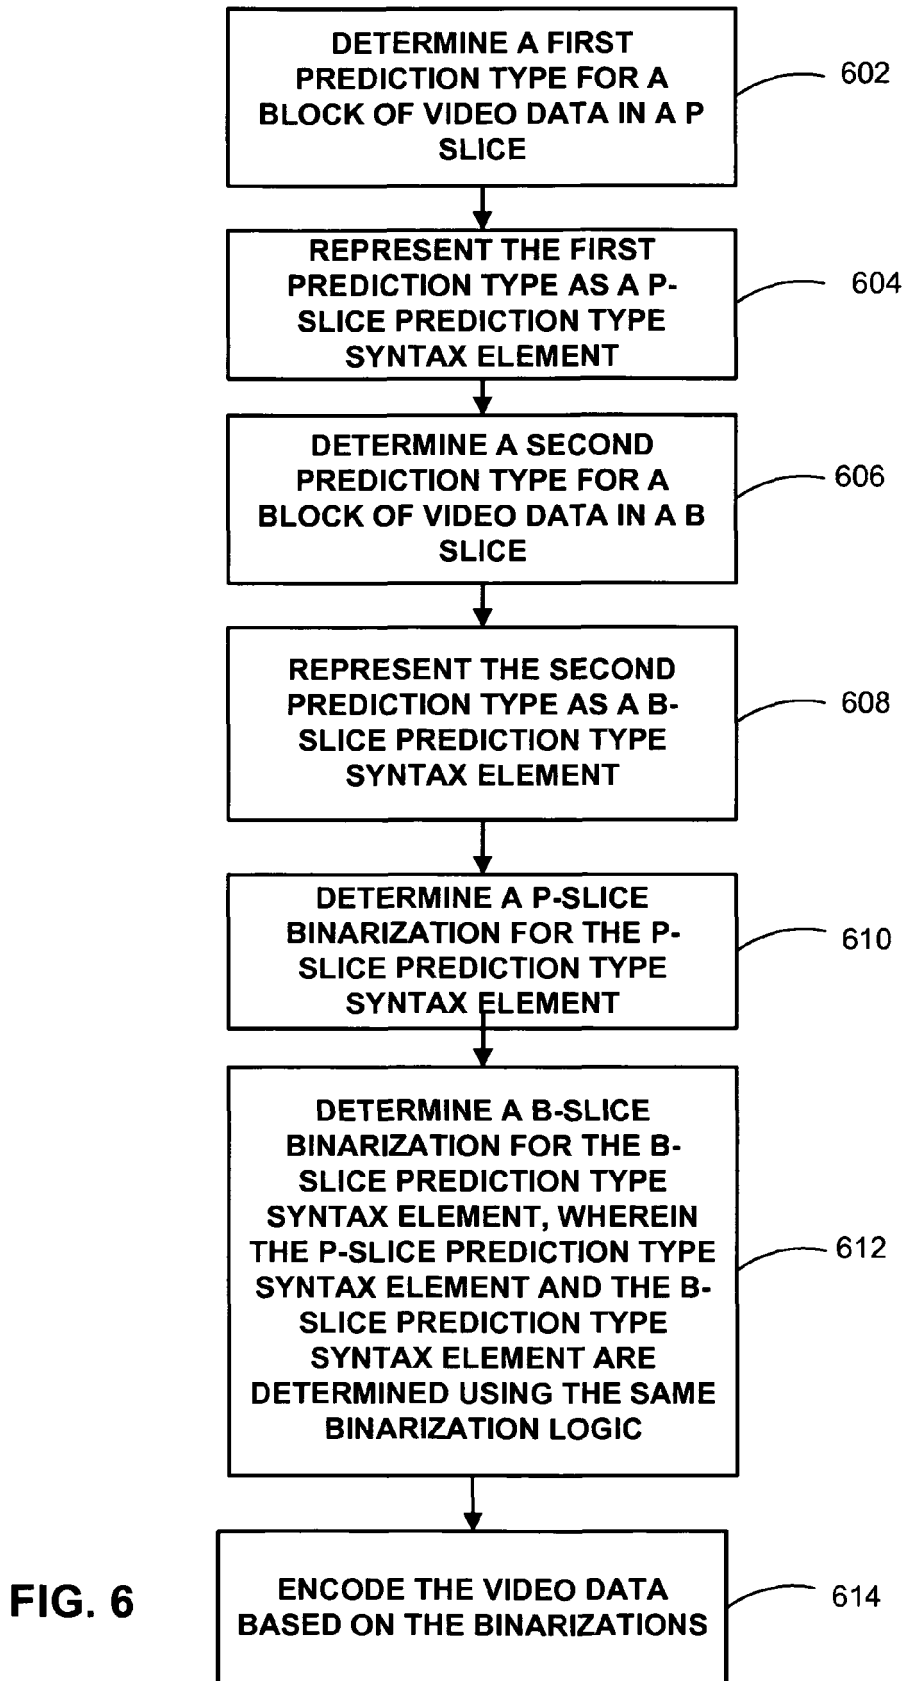 DETERMINE A FIRST
PREDICTION TYPE FOR A
BLOCK OF VIDEO DATA IN A P
SLICE
602
REPRESENT THE FIRST
PREDICTION TYPE AS A P-
SLICE PREDICTION TYPE
SYNTAX ELEMENT
604
DETERMINE A SECOND
PREDICTION TYPE FOR A
BLOCK OF VIDEO DATA IN A B
SLICE
606
REPRESENT THE SECOND
PREDICTION TYPE AS A B-
SLICE PREDICTION TYPE
SYNTAX ELEMENT
608
DETERMINE A P-SLICE
BINARIZATION FOR THE P-
SLICE PREDICTION TYPE
SYNTAX ELEMENT
610
DETERMINE A B-SLICE
BINARIZATION FOR THE B-
SLICE PREDICTION TYPE
SYNTAX ELEMENT, WHEREIN
THE P-SLICE PREDICTION TYPE
SYNTAX ELEMENT AND THE B-
SLICE PREDICTION TYPE
SYNTAX ELEMENT ARE
DETERMINED USING THE SAME
BINARIZATION LOGIC
612
ENCODE THE VIDEO DATA
BASED ON THE BINARIZATIONS
614
FIG. 6